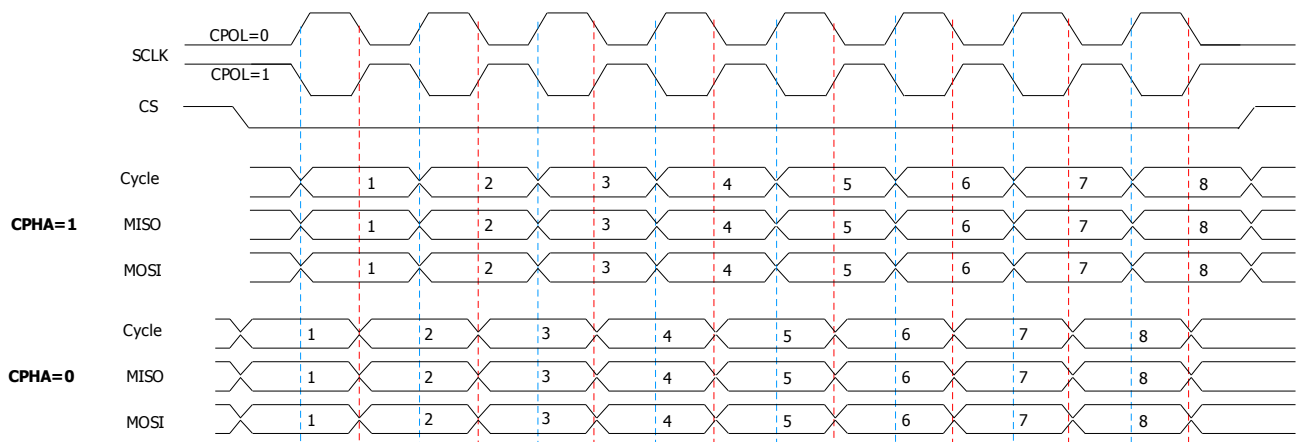 CPOL=0
SCLK
CPOL=1
CS
Cycle 1 2 3 4 5 6 7 8
CPHA=1 MISO 1 2 3 4 5 6 7 8
MOSI 1 2 3 4 5 6 7 8
Cycle 1 2 3 4 5 6 7 8
CPHA=0 MISO 1 2 3 4 5 6 7 8
MOSI 1 2 3 4 5 6 7 8